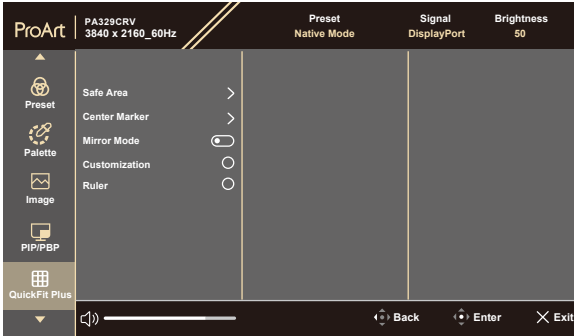 ProArt
PA329CRV
3840 x 2160_60Hz
Preset
Native Mode
Signal
DisplayPort
Brightness
50
Preset
Palette
Image
PIP/PBP
QuickFit Plus
Safe Area
Center Marker
Mirror Mode
Customization
Ruler
Back
Enter
Exit